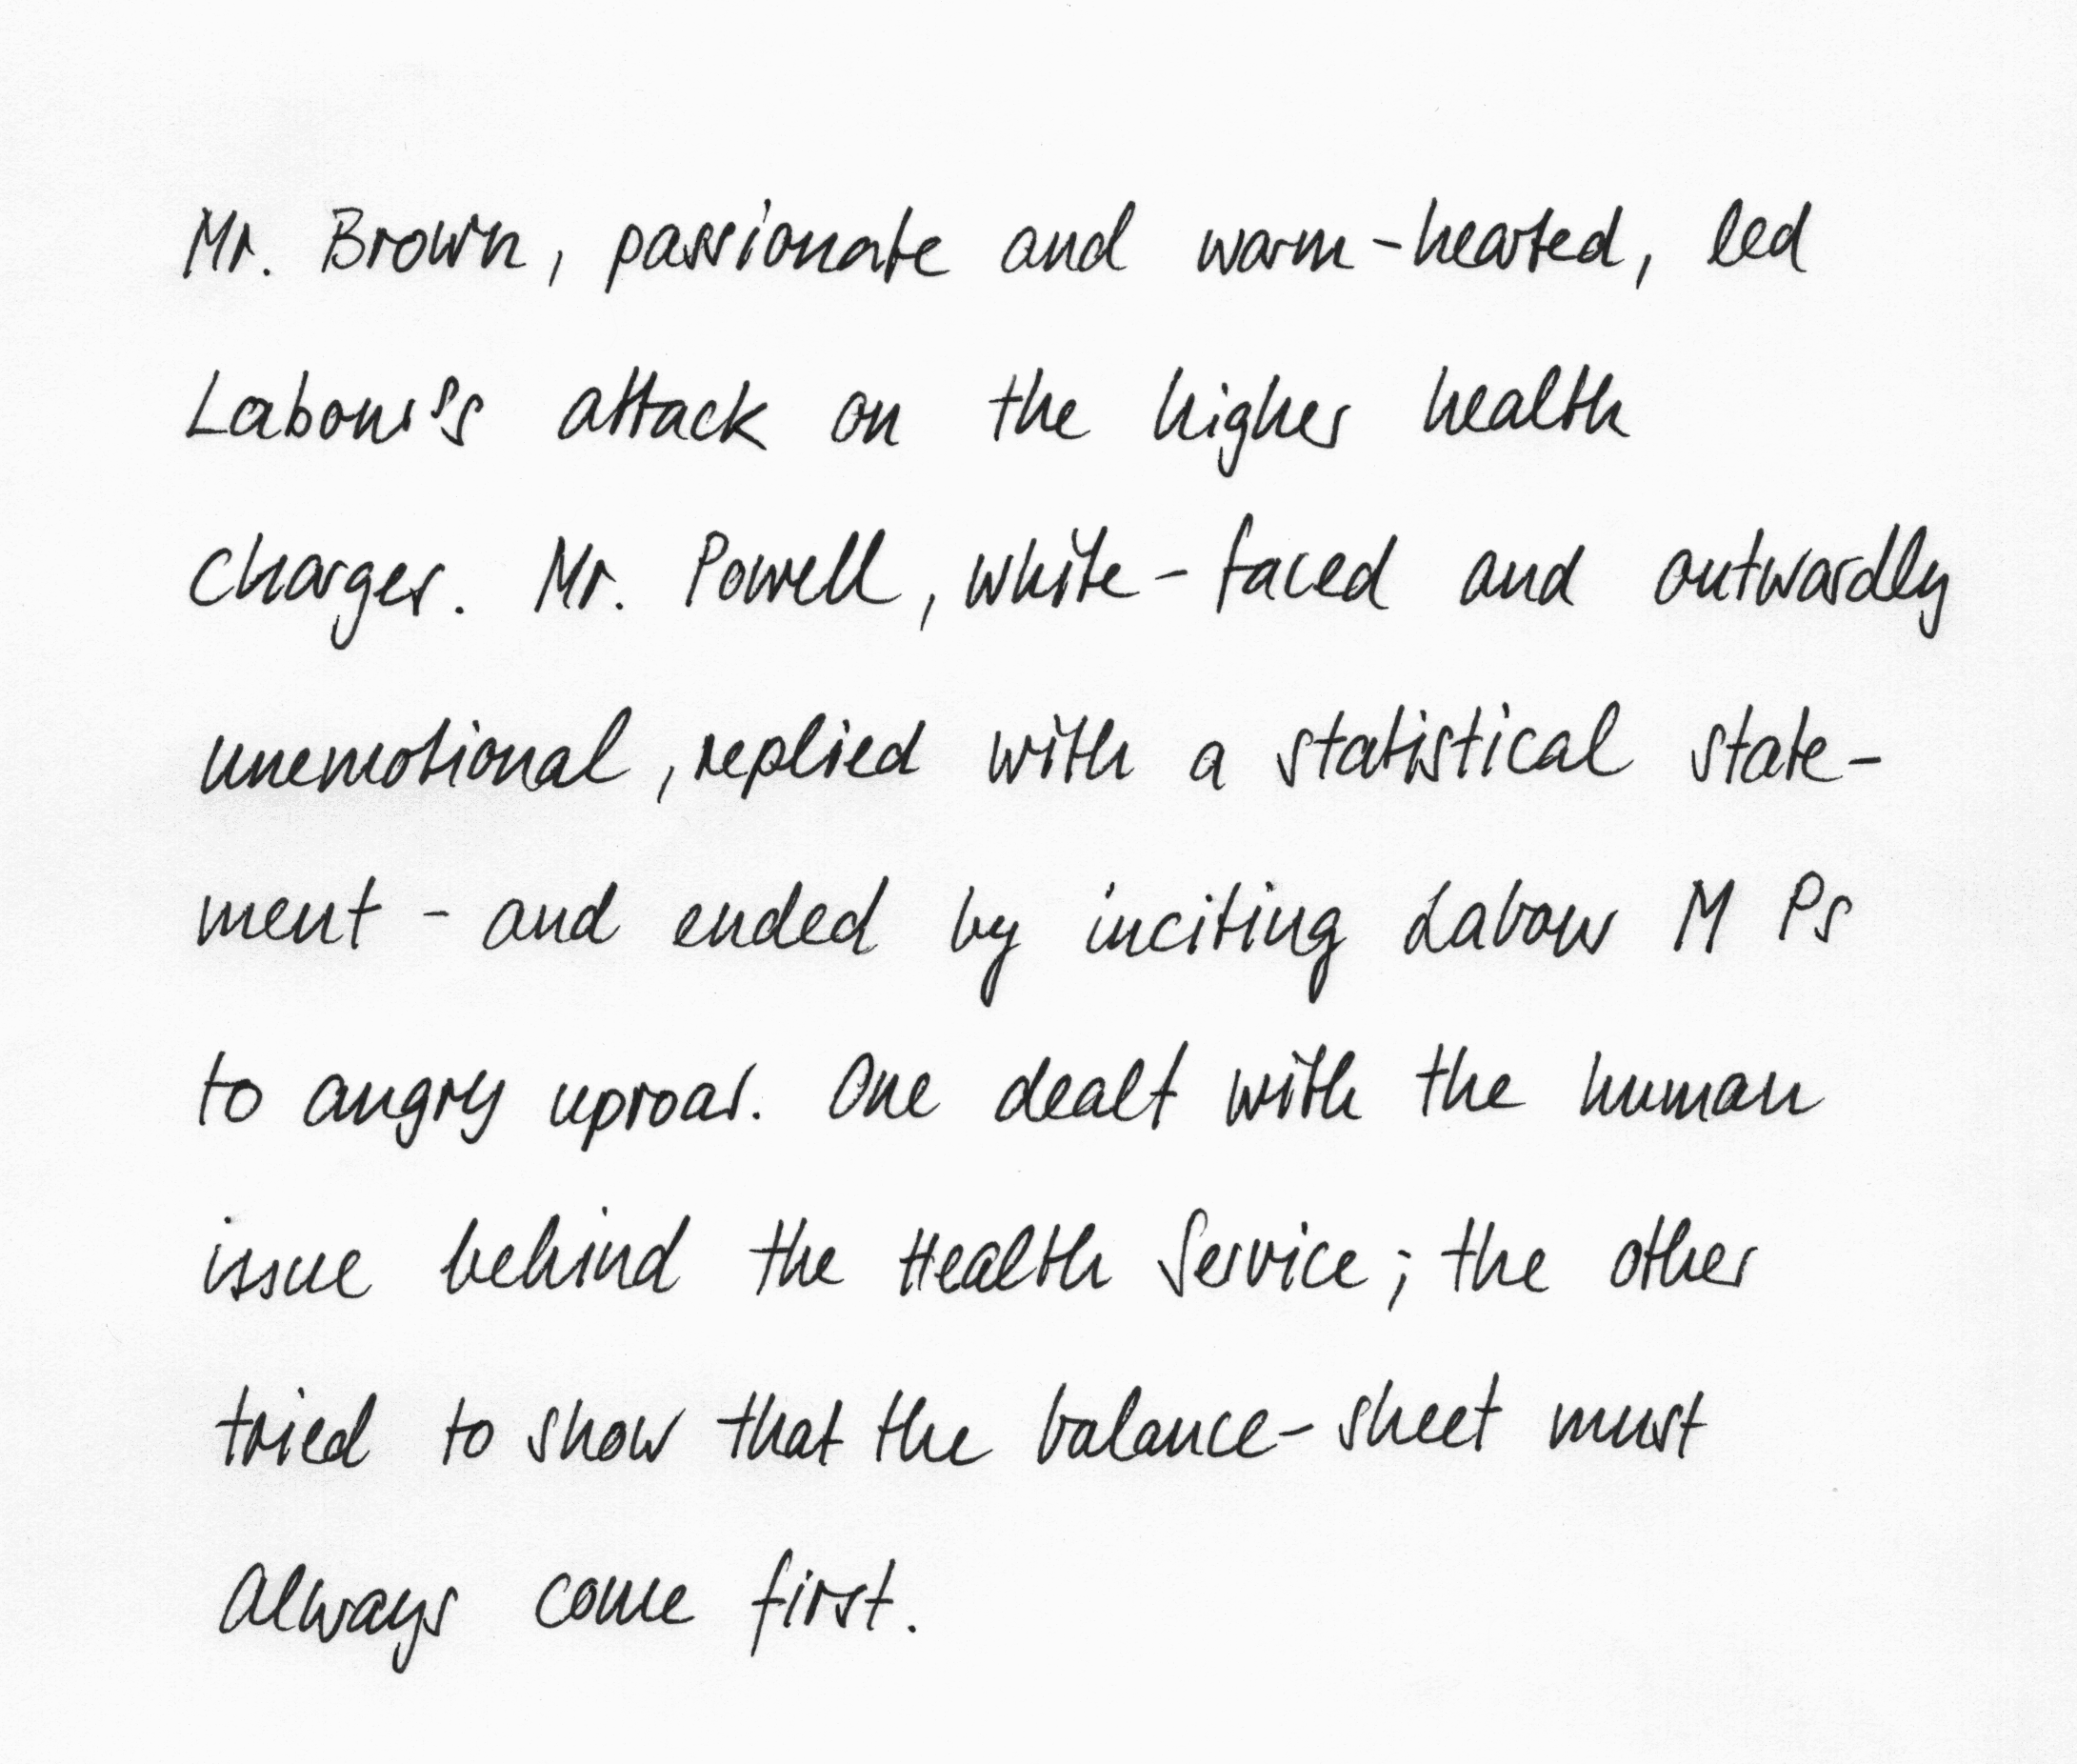 Mr. Brown, passionate and warm-hearted, led
Labour's attack on the higher health
charges. Mr. Powell, white-faced and outwardly
unemotional, replied with a statistical state-
ment - and ended by inciting Labour M Ps
to angry uproar. One dealt with the human
issue behind the Health Service; the other
tried to show that the balance-sheet must
always come first.